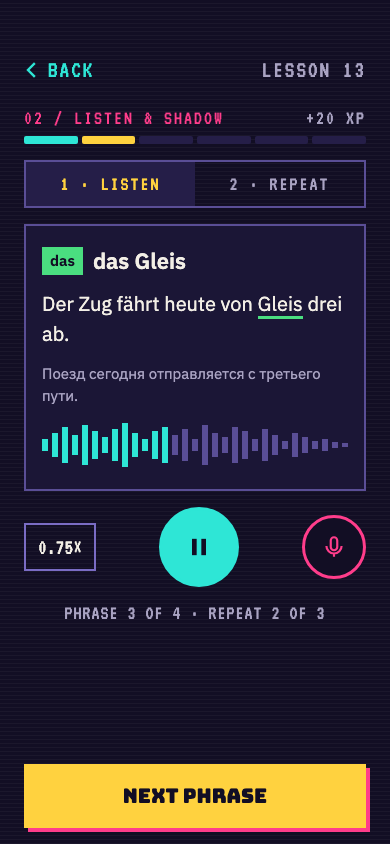 BACK
LESSON 13
02 / LISTEN & SHADOW
+20 XP
1 · LISTEN
2 · REPEAT
das
das Gleis
Der Zug fährt heute von Gleis drei
ab.
Поезд сегодня отправляется с третьего
пути.
0.75X
PHRASE 3 OF 4 · REPEAT 2 OF 3
NEXT PHRASE